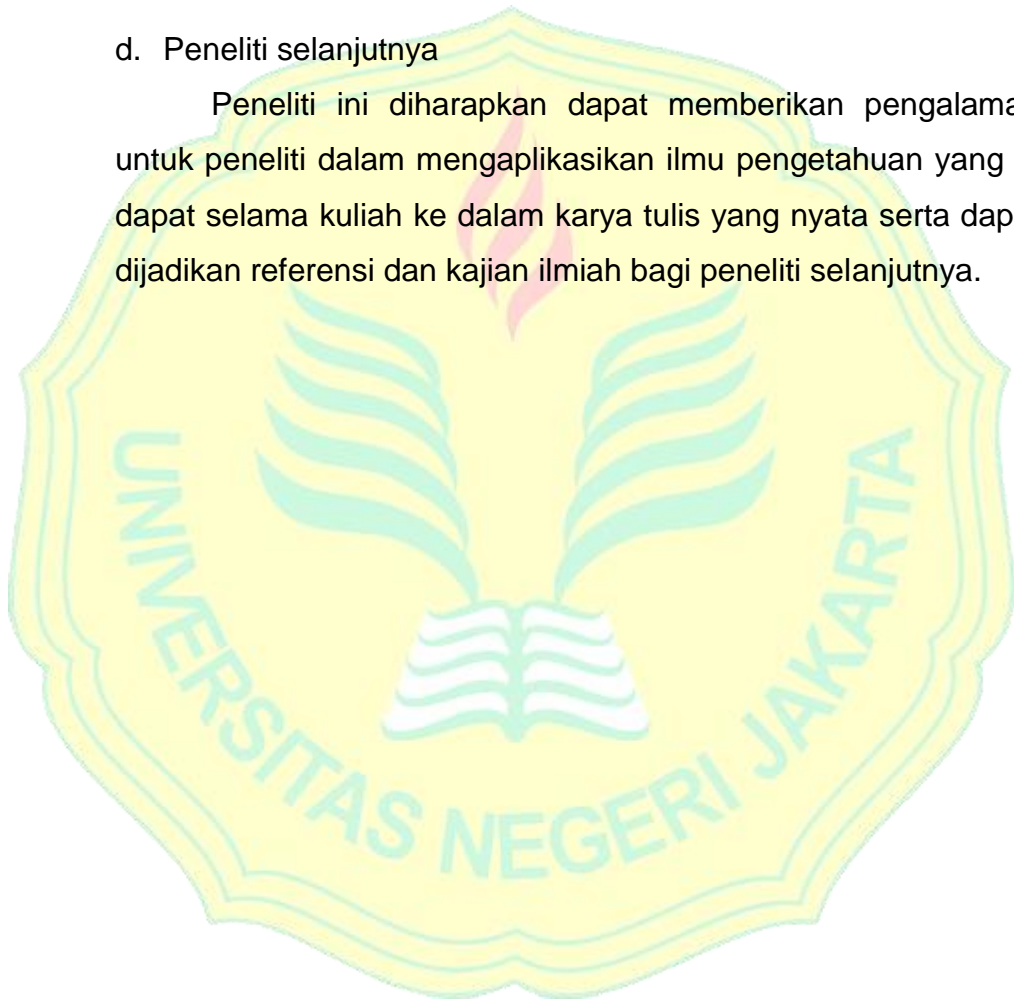 d. Peneliti selanjutnya
Peneliti ini diharapkan dapat memberikan pengalama
untuk peneliti dalam mengaplikasikan ilmu pengetahuan yang
dapat selama kuliah ke dalam karya tulis yang nyata serta dap
dijadikan referensi dan kajian ilmiah bagi peneliti selanjutnya.
UNIVERSITAS NEGERI JAKARTA